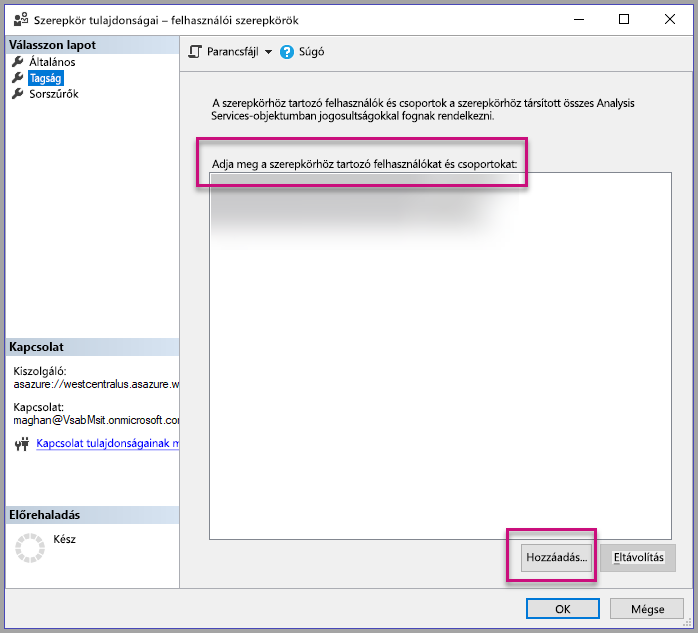 Szerepkör tulajdonságai – felhasználói szerepkörök
Válasszon lapot
Általános
Tagság
Sorszűrők
Parancsfájl
Súgó
A szerepkörhöz tartozó felhasználók és csoportok a szerepkörhöz társított összes Analysis
Services-objektumban jogosultságokkal fognak rendelkezni.
Adja meg a szerepkörhöz tartozó felhasználókat és csoportokat:
Kapcsolat
Kiszolgáló:
asazure://westcentralus.asazure.w
Kapcsolat:
maghan@VsabMsit.onmicrosoft.co
Kapcsolat tulajdonságainak m
Előrehaladás
Kész
Hozzáadás...
Eltávolítás
OK
Mégse